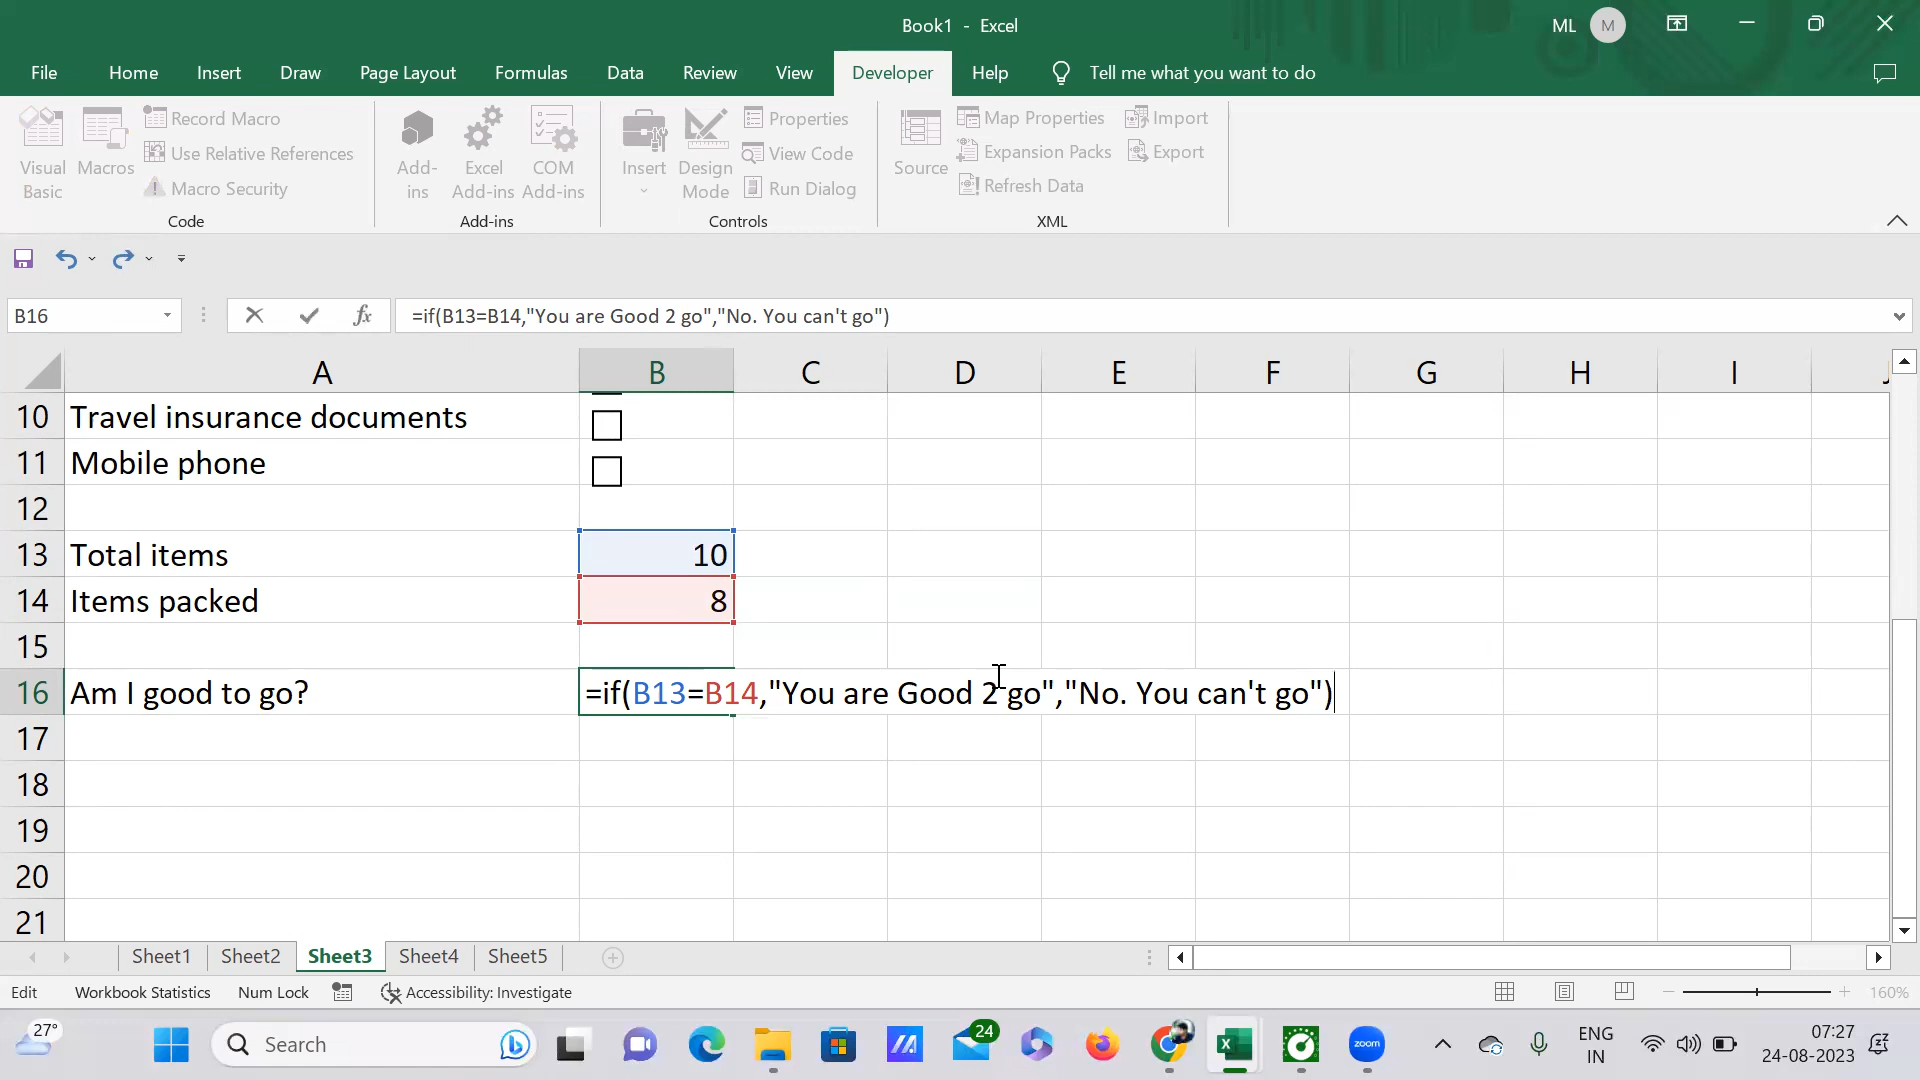 Book1 - Excel
ML
M
File
Home
Insert
Draw
Page Layout
Formulas
Data
Review
View
Developer
Help
Tell me what you want to do
Visual Basic
Macros
Record Macro
Use Relative References
Macro Security
Code
Add-ins
Excel Add-ins
COM Add-ins
Add-ins
Insert
Design Mode
Properties
View Code
Run Dialog
Controls
Source
Map Properties
Expansion Packs
Refresh Data
Import
Export
XML
B16
fx
=if(B13=B14,"You are Good 2 go","No. You can't go")
A B C D E F G H I J
10 Travel insurance documents
11 Mobile phone
12
13 Total items 10
14 Items packed 8
15
16 Am I good to go? =if(B13=B14,"You are Good 2 go","No. You can't go")
17
18
19
20
21
Sheet1 Sheet2 Sheet3 Sheet4 Sheet5
Edit Workbook Statistics Num Lock Accessibility: Investigate 160%
27°
Search
24
zoom
ENG
IN
07:27
24-08-2023